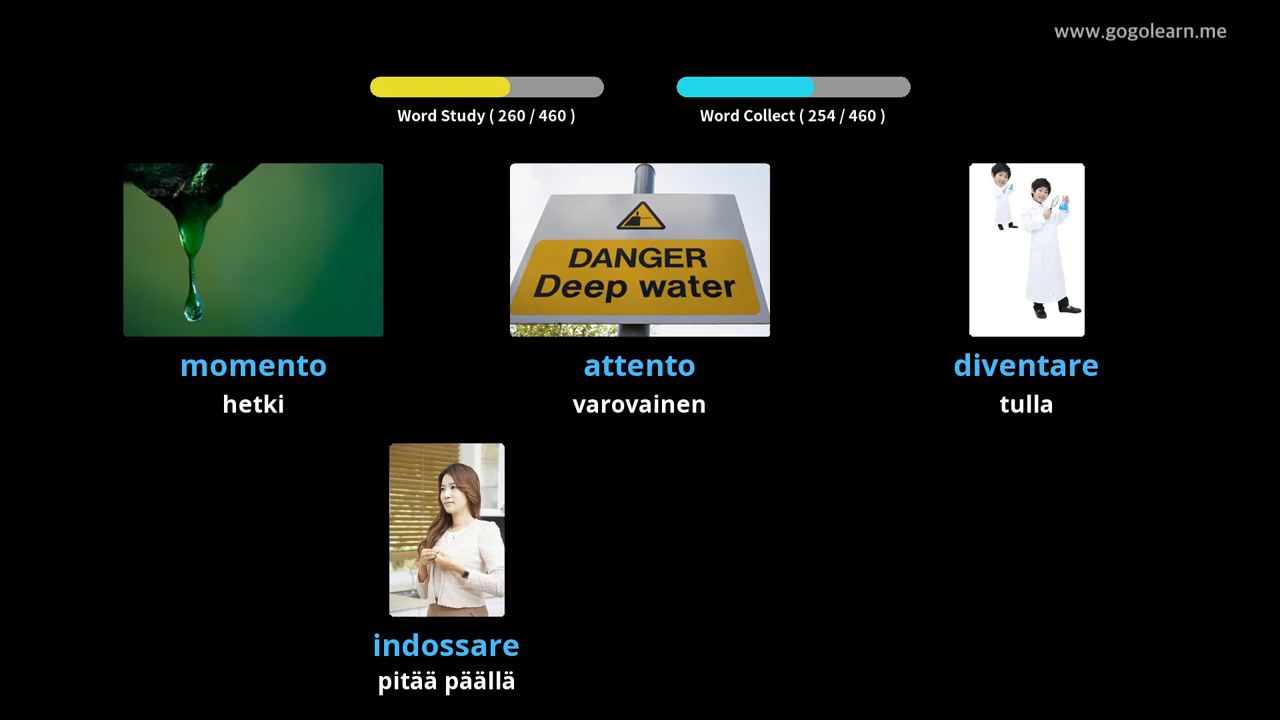 www.gogolearn.me
Word Study ( 260 / 460 )
Word Collect ( 254 / 460 )
DANGER
Deep water
momento
attento
diventare
hetki
varovainen
tulla
indossare
pitää päällä